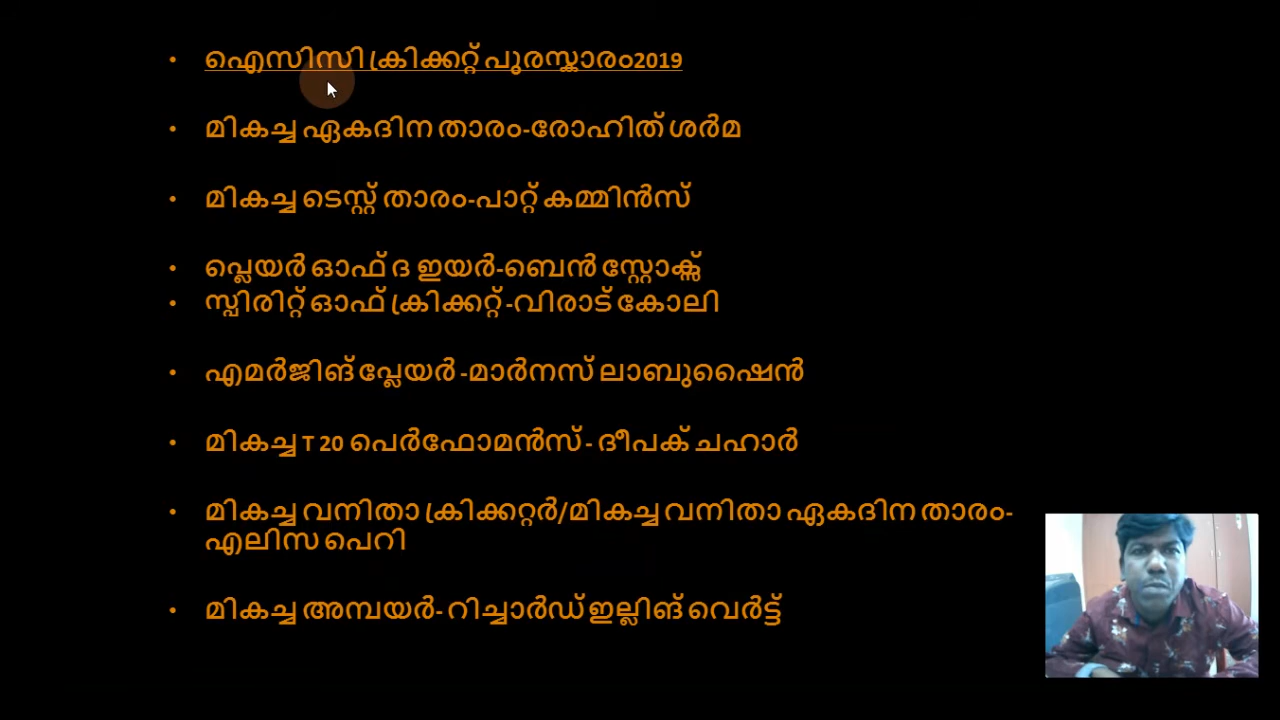 ഐസിസി ക്രിക്കറ്റ് പുരസ്കാരം2019
മികച്ച ഏകദിന താരം-രോഹിത് ശർമ
മികച്ച ടെസ്റ്റ് താരം-പാറ്റ് കമ്മിൻസ്
പ്ലെയർ ഓഫ് ദ ഇയർ-ബെൻ സ്റ്റോക്സ്
സ്പിരിറ്റ് ഓഫ് ക്രിക്കറ്റ്-വിരാട് കോലി
എമർജിങ് പ്ലേയർ -മാർനസ് ലാബുഷൈൻ
മികച്ച T 20 പെർഫോമൻസ്- ദീപക് ചഹാർ
മികച്ച വനിതാ ക്രിക്കറ്റർ/മികച്ച വനിതാ ഏകദിന താരം-
എലിസ പെറി
മികച്ച അമ്പയർ- റിച്ചാർഡ് ഇല്ലിങ് വെർട്ട്